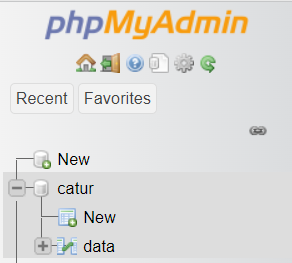 phpMyAdmin
Recent Favorites
New
catur
New
data